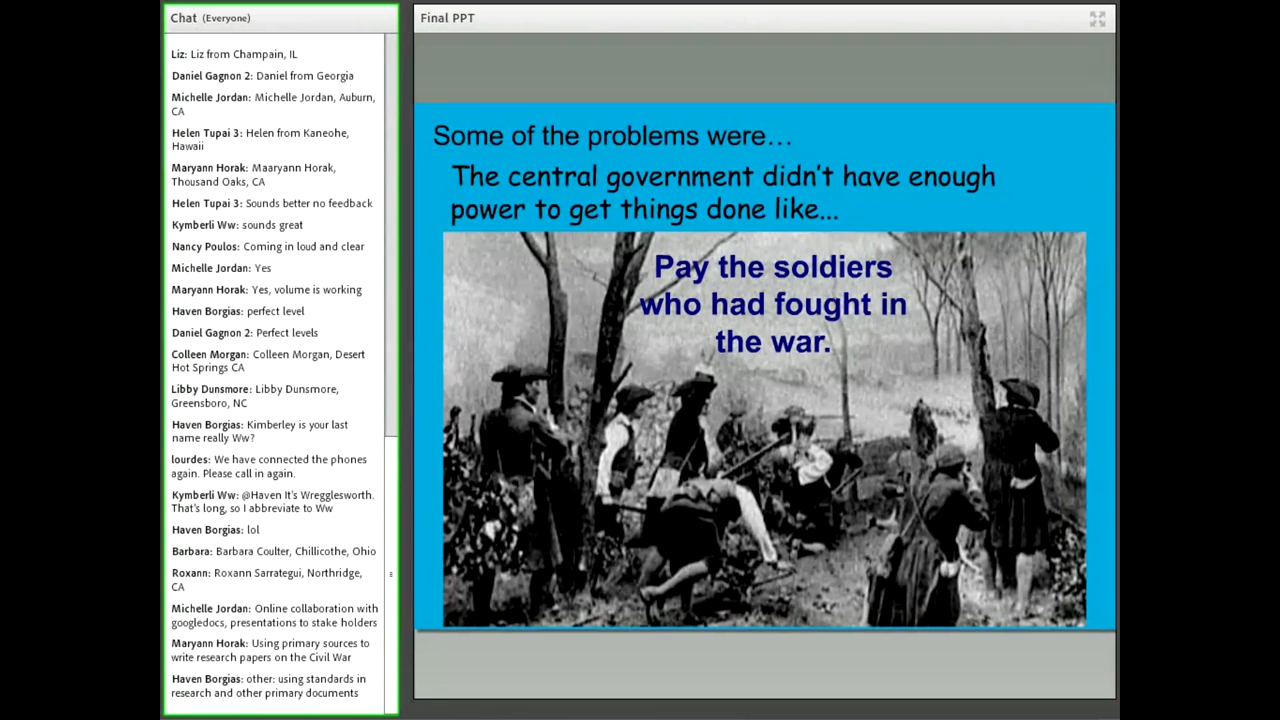 Chat (Everyone)
Liz: Liz from Champain, IL
Daniel Gagnon 2: Daniel from Georgia
Michelle Jordan: Michelle Jordan, Auburn,
CA
Helen Tupai 3: Helen from Kaneohe,
Hawaii
Maryann Horak: Maaryann Horak,
Thousand Oaks, CA
Helen Tupai 3: Sounds better no feedback
Kymberli Ww: sounds great
Nancy Poulos: Coming in loud and clear
Michelle Jordan: Yes
Maryann Horak: Yes, volume is working
Haven Borgias: perfect level
Daniel Gagnon 2: Perfect levels
Colleen Morgan: Colleen Morgan, Desert
Hot Springs CA
Libby Dunsmore: Libby Dunsmore,
Greensboro, NC
Haven Borgias: Kimberley is your last
name really Ww?
lourdes: We have connected the phones
again. Please call in again.
Kymberli Ww: @Haven It's Wregglesworth.
That's long, so I abbreviate to Ww
Haven Borgias: lol
Barbara: Barbara Coulter, Chillicothe, Ohio
Roxann: Roxann Sarrategui, Northridge,
CA
Michelle Jordan: Online collaboration with
googledocs, presentations to stake holders
Maryann Horak: Using primary sources to
write research papers on the Civil War
Haven Borgias: other: using standards in
research and other primary documents
Final PPT
Some of the problems were…
The central government didn't have enough
power to get things done like...
Pay the soldiers
who had fought in
the war.